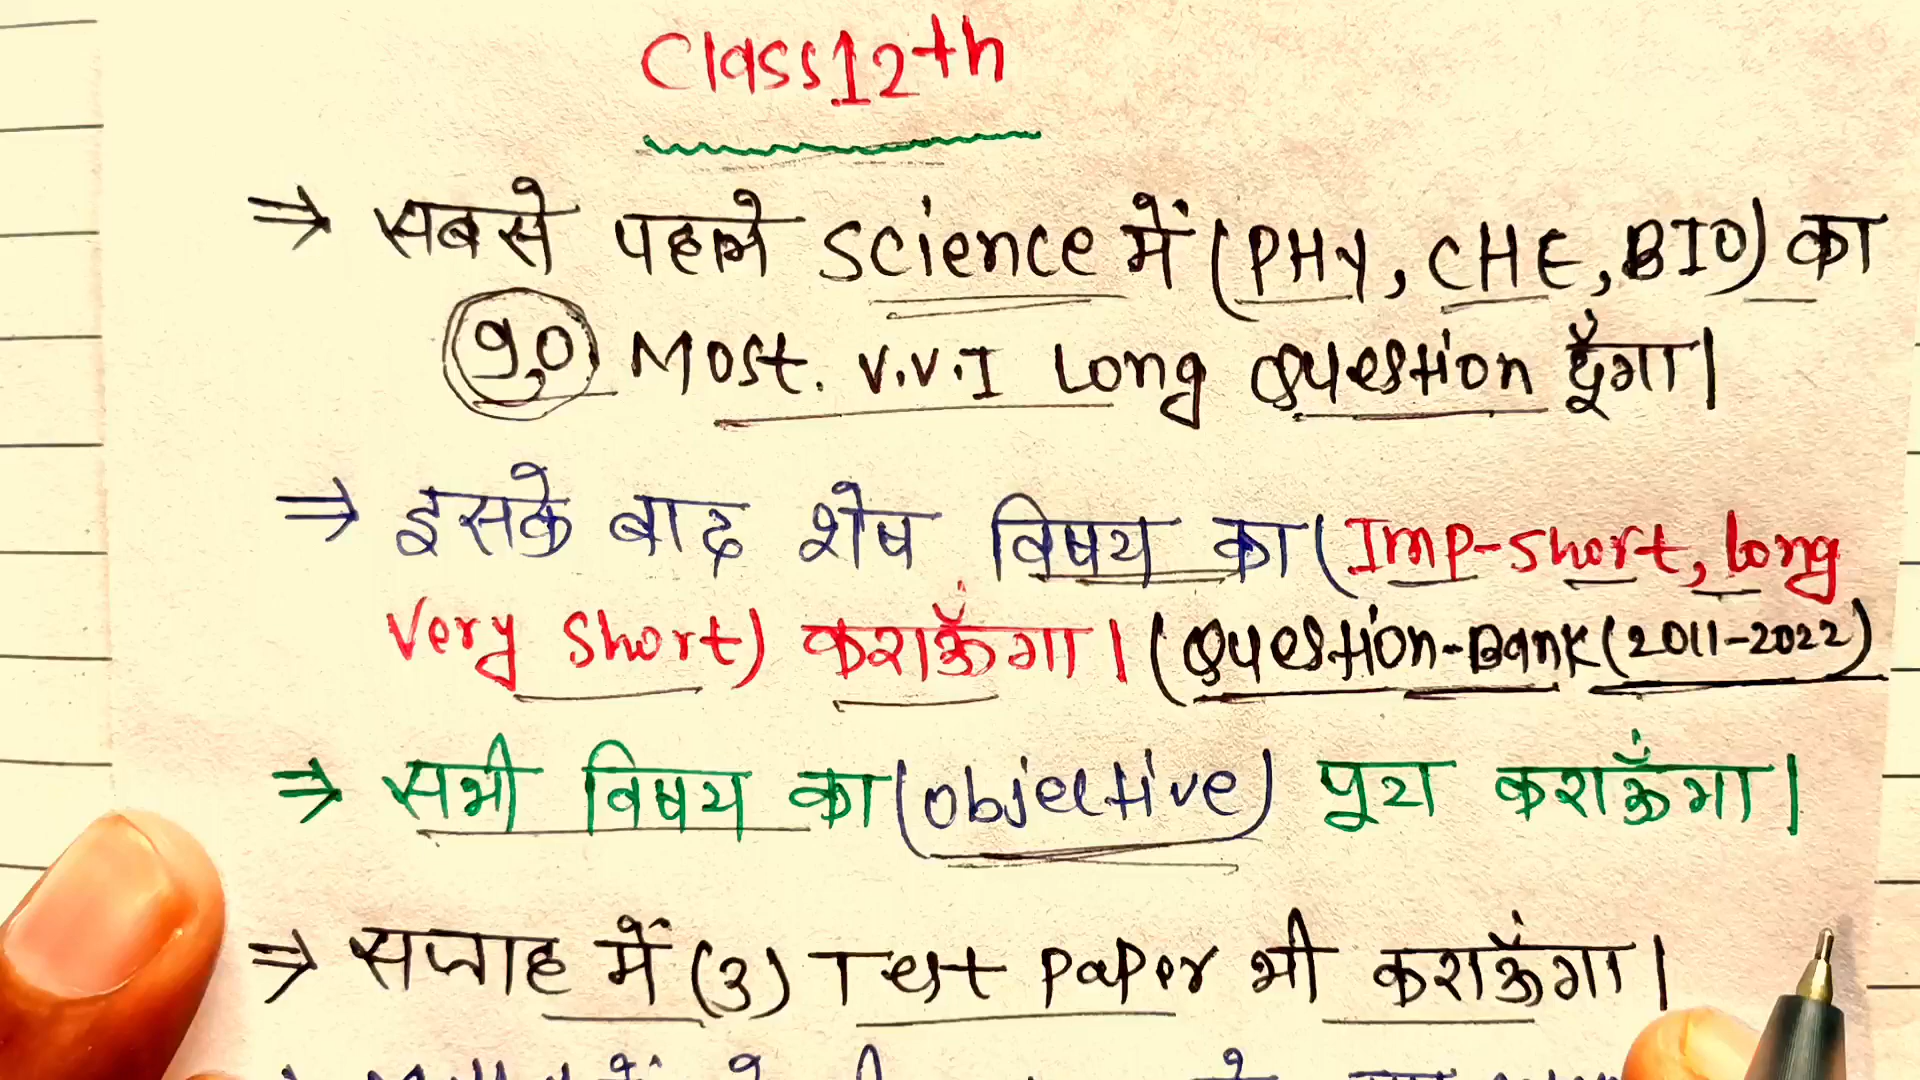 Class 12th
⇒ सबसे पहले Science में (PHY, CHE, BIO) का
90 Most. V.V.I Long Question दूँगा।
⇒ इसके बाद शेष विषय का (Imp-Short, Long
Very Short) कराऊँगा। (Question-Bank (2011-2022)
⇒ सभी विषय का (objective) पूरा कराऊँगा।
⇒ सप्ताह में (3) Test Paper भी कराऊँगा।